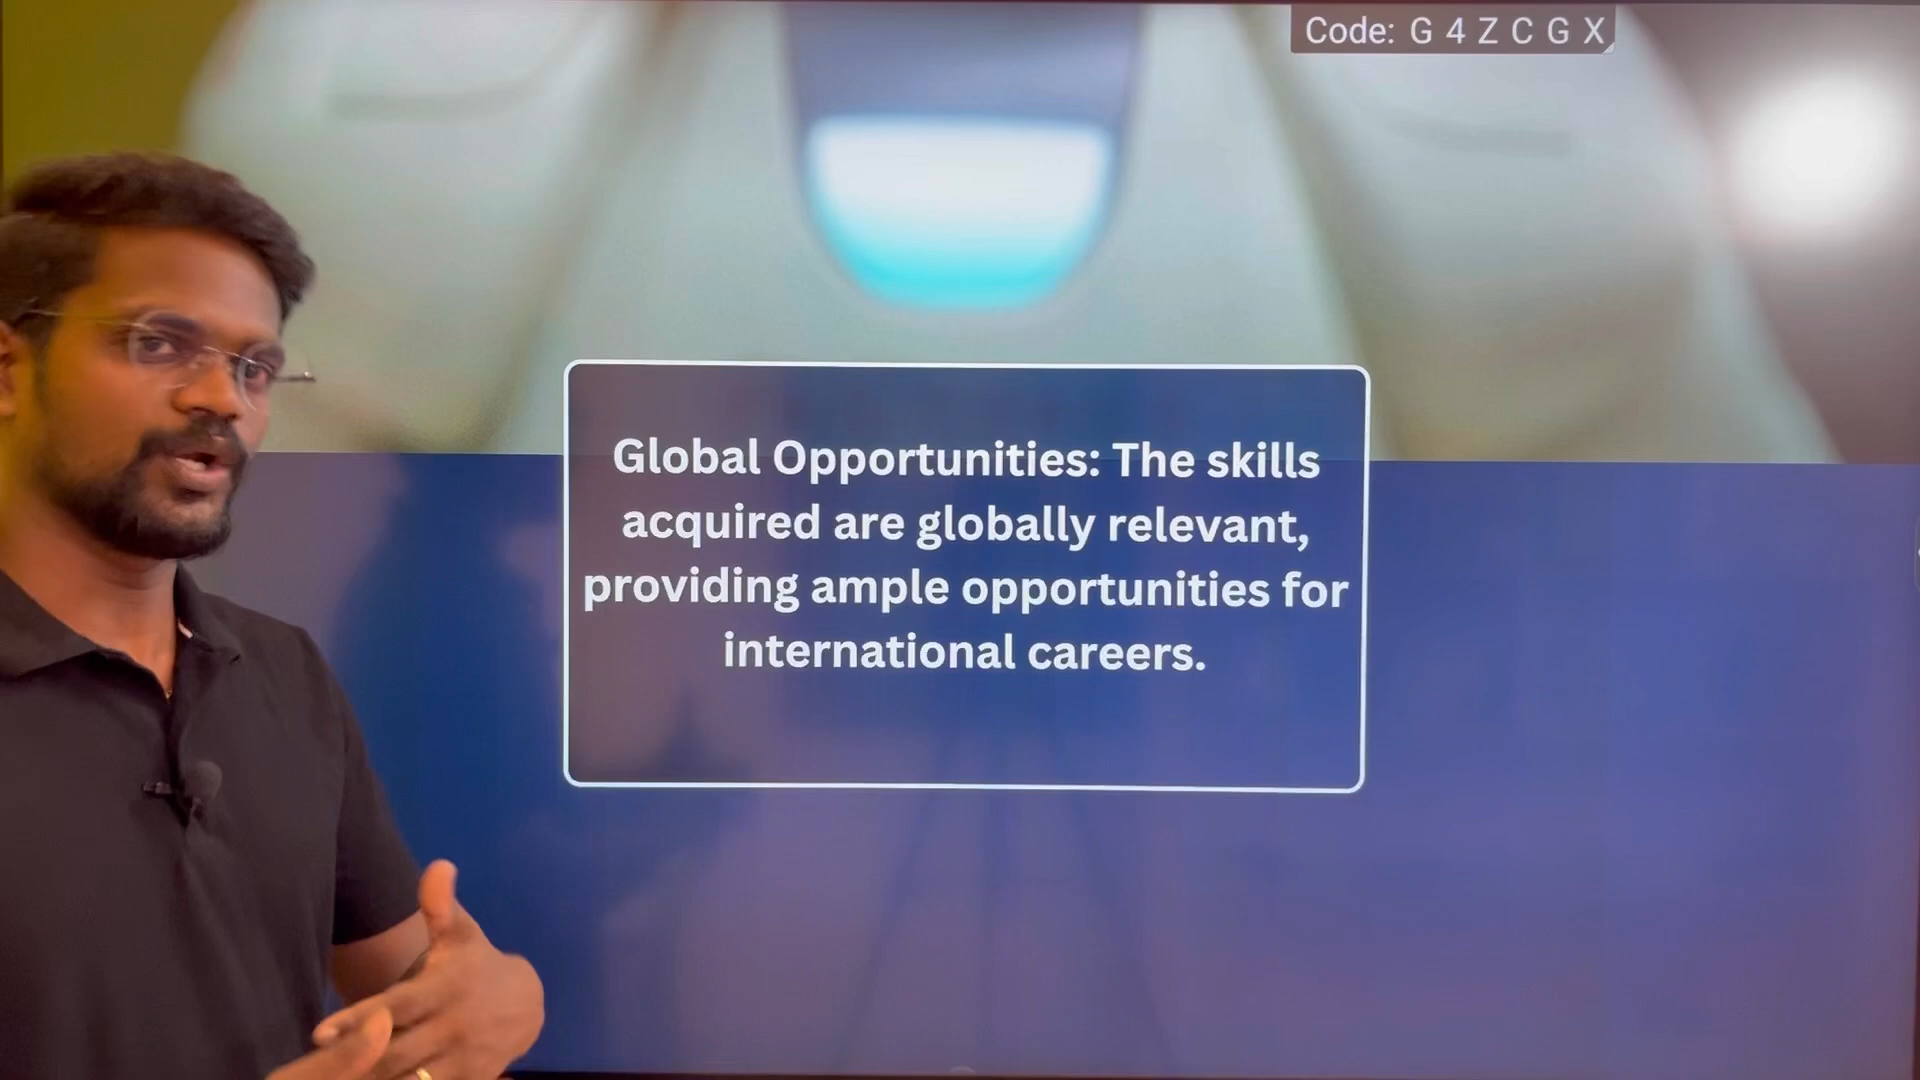 Code: G 4 Z C G X
Global Opportunities: The skills
acquired are globally relevant,
providing ample opportunities for
international careers.